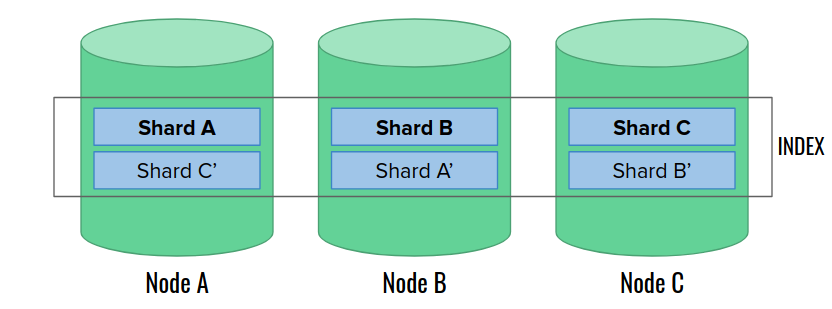 Shard A
Shard C’
Shard B
Shard A’
Shard C
Shard B’
INDEX
Node A
Node B
Node C